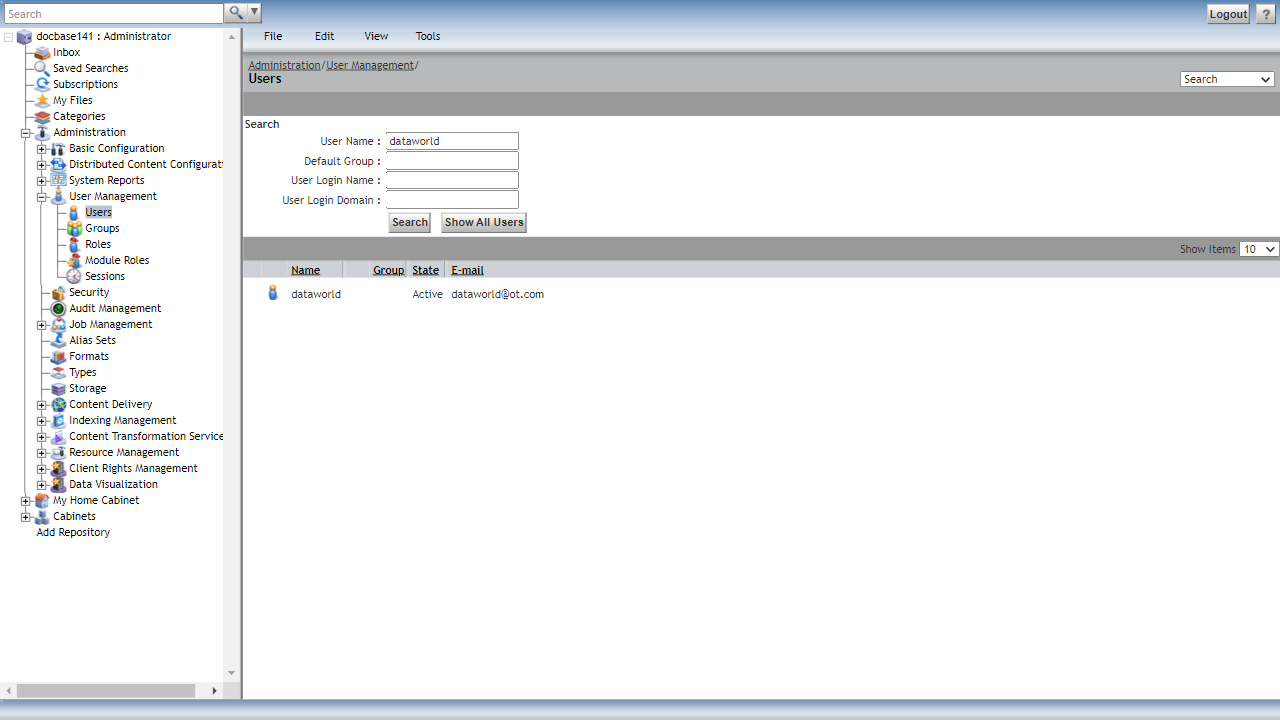 Search
Logout
?
docbase141 : Administrator
Inbox
Saved Searches
Subscriptions
My Files
Categories
Administration
Basic Configuration
Distributed Content Configurati
System Reports
User Management
Users
Groups
Roles
Module Roles
Sessions
Security
Audit Management
Job Management
Alias Sets
Formats
Types
Storage
Content Delivery
Indexing Management
Content Transformation Service
Resource Management
Client Rights Management
Data Visualization
My Home Cabinet
Cabinets
Add Repository
File Edit View Tools
Administration/User Management/
Users
Search
Search
User Name : dataworld
Default Group :
User Login Name :
User Login Domain :
Search Show All Users
Show Items 10
Name Group State E-mail
dataworld Active dataworld@ot.com